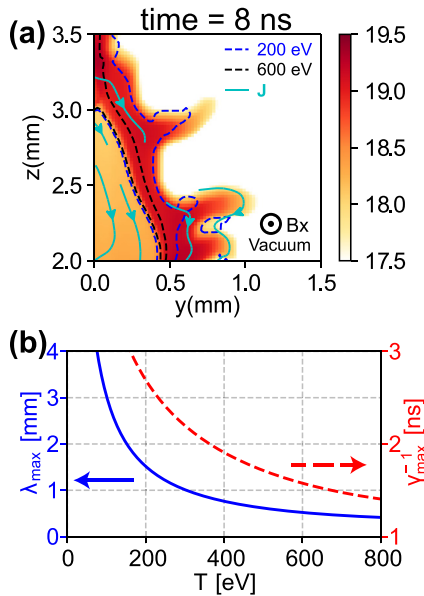 time = 8 ns
(a)
200 eV
600 eV
J
z(mm)
3.5
3.0
2.5
2.0
Bx
Vacuum
0.0 0.5 1.0 1.5
y(mm)
19.5
19.0
18.5
18.0
17.5
(b)
λmax [mm]
4
3
2
1
0
3
2
1
γ⁻¹max [ns]
0 200 400 600 800
T [eV]